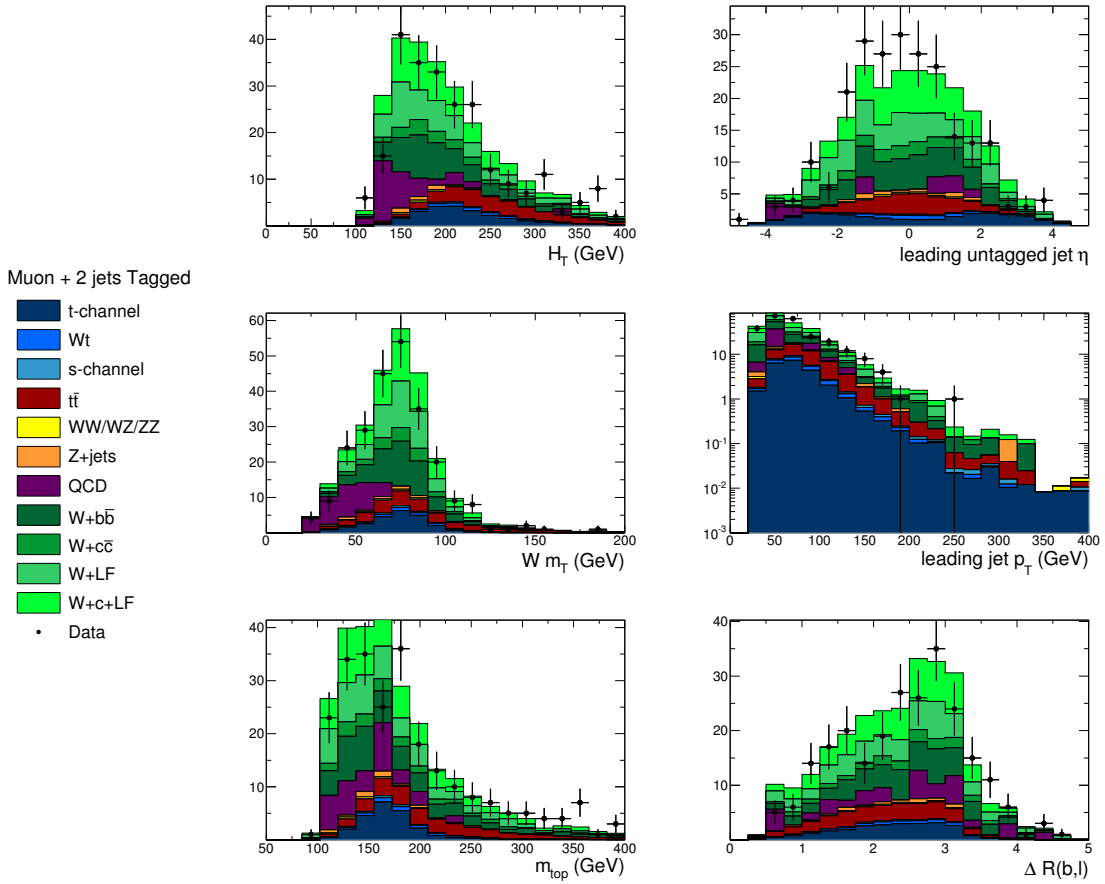 Muon + 2 jets Tagged
t-channel
Wt
s-channel
tt̄
WW/WZ/ZZ
Z+jets
QCD
W+bb̄
W+cc̄
W+LF
W+c+LF
Data
40
30
20
10
0 50 100 150 200 250 300 350 400
H_T (GeV)
30
25
20
15
10
5
-4 -2 0 2 4
leading untagged jet η
60
50
40
30
20
10
0 50 100 150 200
W m_T (GeV)
10
1
10⁻¹
10⁻²
10⁻³
0 50 100 150 200 250 300 350 400
leading jet p_T (GeV)
40
30
20
10
0
50 100 150 200 250 300 350 400
m_top (GeV)
40
30
20
10
0
0 1 2 3 4 5
Δ R(b,l)